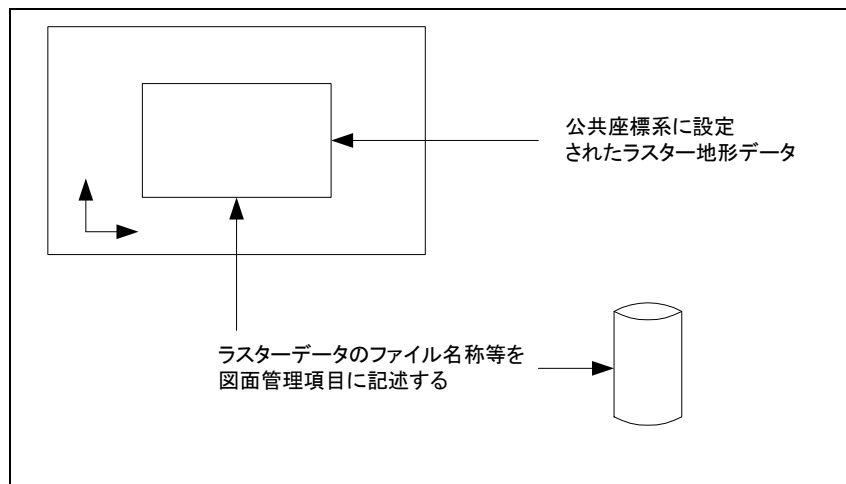 公共座標系に設定
されたラスター地形データ
ラスターデータのファイル名称等を
図面管理項目に記述する